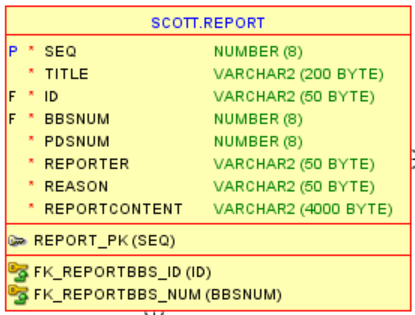 SCOTT.REPORT
P * SEQ NUMBER (8)
* TITLE VARCHAR2 (200 BYTE)
F * ID VARCHAR2 (50 BYTE)
F * BBSNUM NUMBER (8)
* PDSNUM NUMBER (8)
* REPORTER VARCHAR2 (50 BYTE)
* REASON VARCHAR2 (50 BYTE)
* REPORTCONTENT VARCHAR2 (4000 BYTE)
REPORT_PK (SEQ)
FK_REPORTBBS_ID (ID)
FK_REPORTBBS_NUM (BBSNUM)